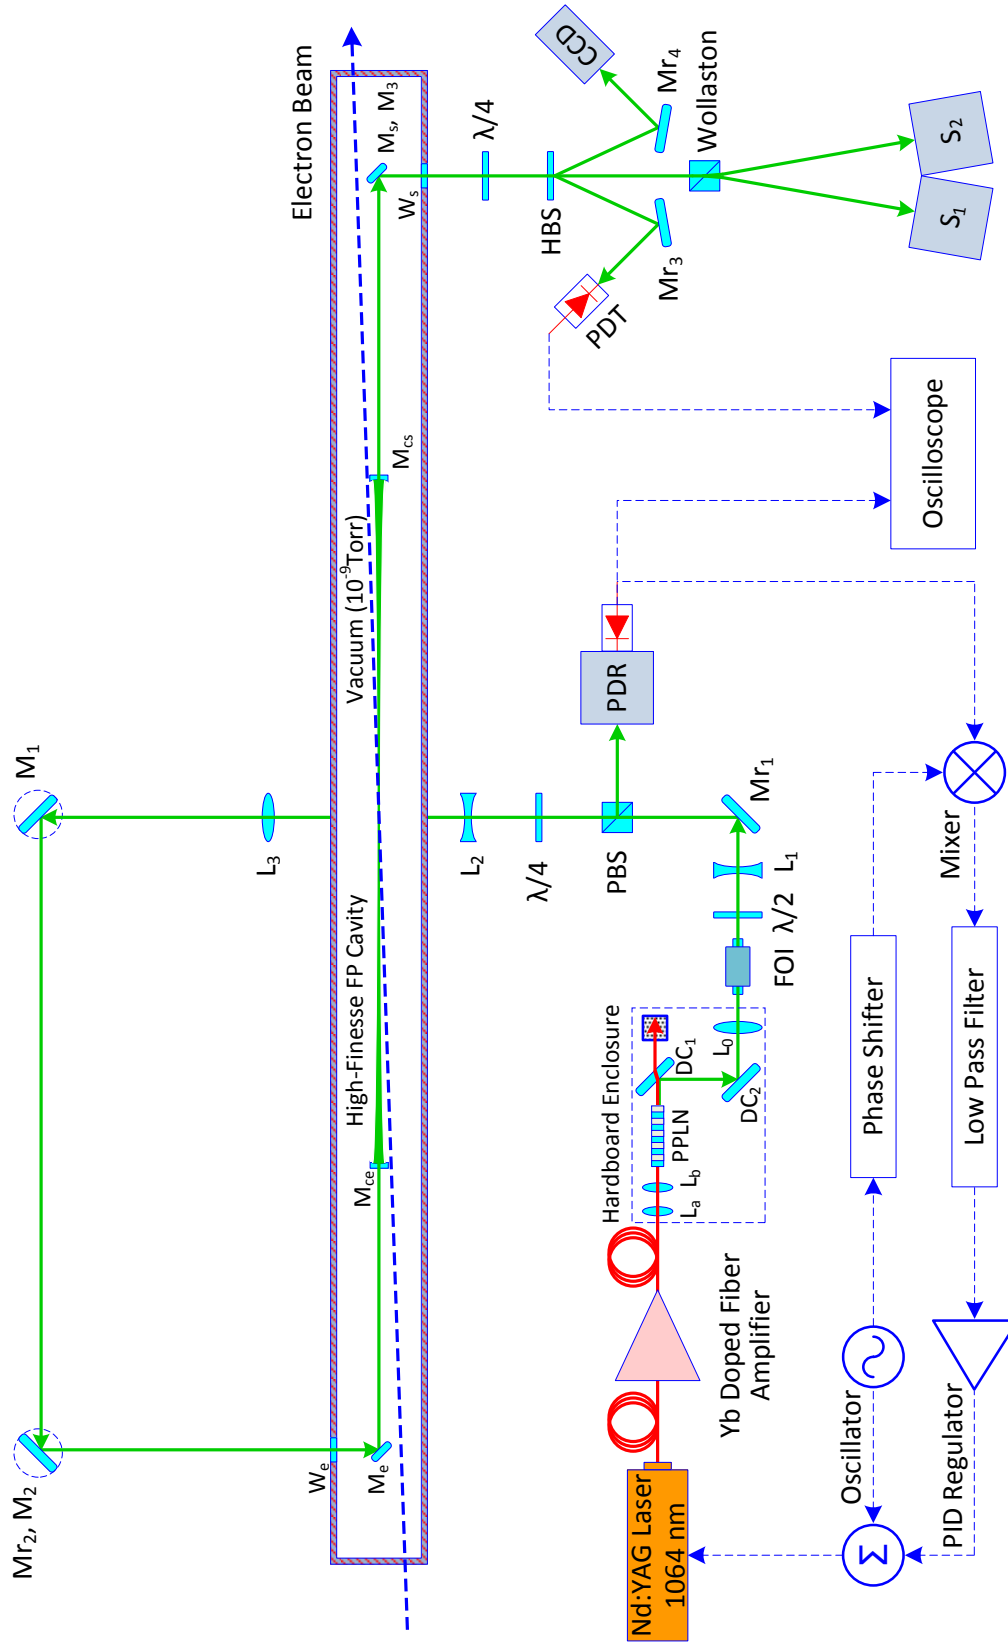 Mr2, M2
M1
L3
Electron Beam
High-Finesse FP Cavity
Vacuum (10-9Torr)
We
Me
Mce
Mcs
Ms, M3
Ws
λ/4
HBS
Mr3
Mr4
CCD
PDT
Wollaston
S1
S2
L2
λ/4
PBS
PDR
Mr1
L1
λ/2
FOI
Hardboard Enclosure
La
Lb
PPLN
DC1
DC2
L0
Nd:YAG Laser
1064 nm
Yb Doped Fiber
Amplifier
Oscilloscope
Oscillator
Phase Shifter
Mixer
Low Pass Filter
PID Regulator
Σ